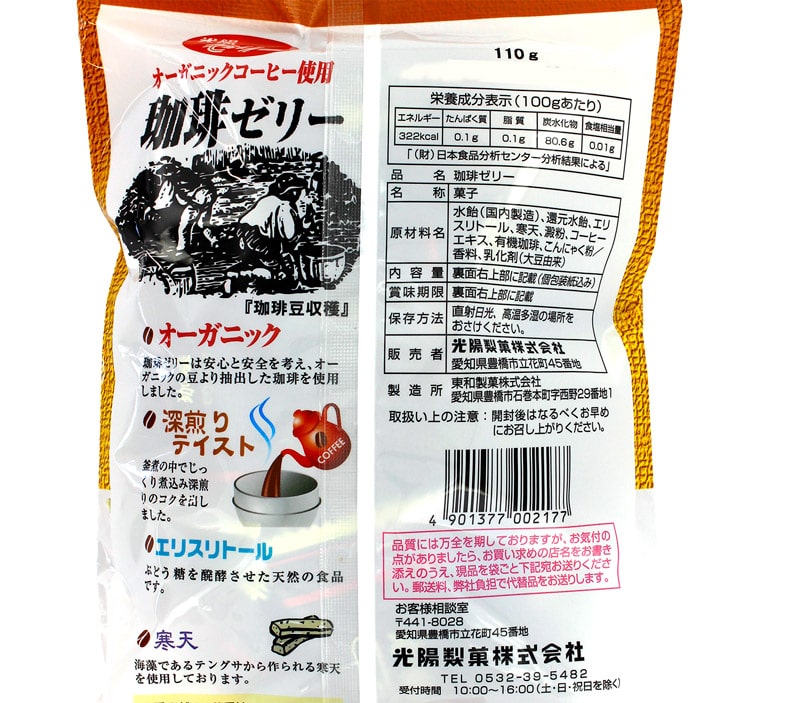 光陽
オーガニックコーヒー使用
珈琲ゼリー
『珈琲豆収穫』
オーガニック
珈琲ゼリーは安心と安全を考え、オー
ガニックの豆より抽出した珈琲を使用
しました。
深煎り
テイスト
COFFEE
釜煮の中でじっ
くり煮込み深煎
りのコクを出し
ました。
エリスリトール
ぶどう糖を醗酵させた天然の食品
です。
寒天
海藻であるテングサから作られる寒天
を使用しております。
110g
栄養成分表示(100gあたり)
エネルギー たんぱく質 脂質 炭水化物 食塩相当量
322kcal 0.1g 0.1g 80.6g 0.01g
「(財)日本食品分析センター分析結果による」
品名 珈琲ゼリー
名称 菓子
原材料名 水飴(国内製造)、還元水飴、エリ
スリトール、寒天、澱粉、コーヒー
エキス、有機珈琲、こんにゃく粉/
香料、乳化剤(大豆由来)
内容量 裏面右上部に記載(個包装紙込み)
賞味期限 裏面右上部に記載
保存方法 直射日光、高温多湿の場所を
おさけください。
販売者 光陽製菓株式会社
愛知県豊橋市立花町45番地
製造所 東和製菓株式会社
愛知県豊橋市石巻本町字西野29番地1
取扱い上の注意:開封後はなるべくお早め
にお召し上がりください。
4 901377 002177
品質には万全を期しておりますが、お気付の
点がありましたら、お買い求めの店名をお書き
添えのうえ、現品を袋ごと下記宛お送りくださ
い。郵送料、弊社負担で代替品をお送りします。
お客様相談室
〒441-8028
愛知県豊橋市立花町45番地
光陽製菓株式会社
TEL 0532-39-5482
受付時間 10:00~16:00(土・日・祝日を除く)